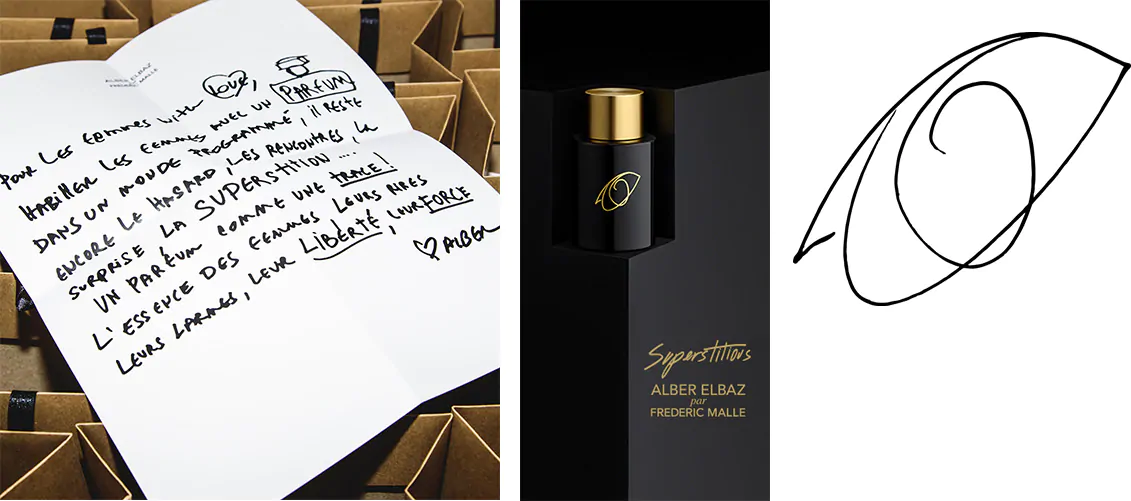 ALBER ELBAZ
FREDERIC MALLE
POUR LES FEMMES WITH LOVE,
HABILLER LES FEMMES AVEC UN PARFUM
DANS UN MONDE PROGRAMMÉ, IL RESTE
ENCORE LE HASARD, LES RENCONTRES, LA
SURPRISE LA SUPERSTITION ....
UN PARFUM COMME UNE TRACE!
L'ESSENCE DES FEMMES LEURS RIRES
LEURS LARMES, LEUR LIBERTÉ, LEUR FORCE
ALBER
Superstitious
ALBER ELBAZ
par
FREDERIC MALLE